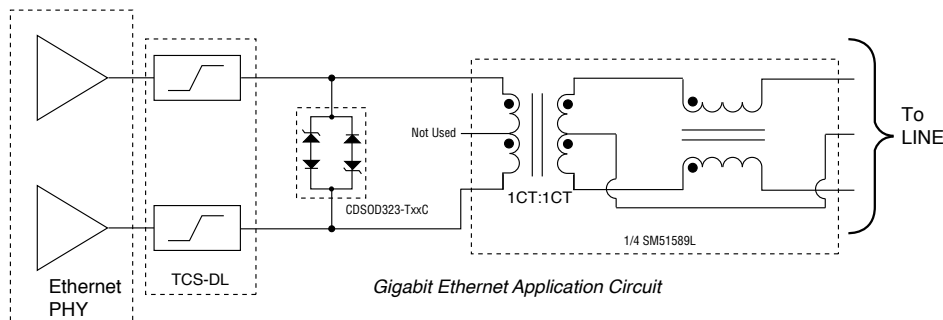 To
LINE
Not Used
CDSOD323-TxxC
1CT:1CT
1/4 SM51589L
TCS-DL
Ethernet
PHY
Gigabit Ethernet Application Circuit